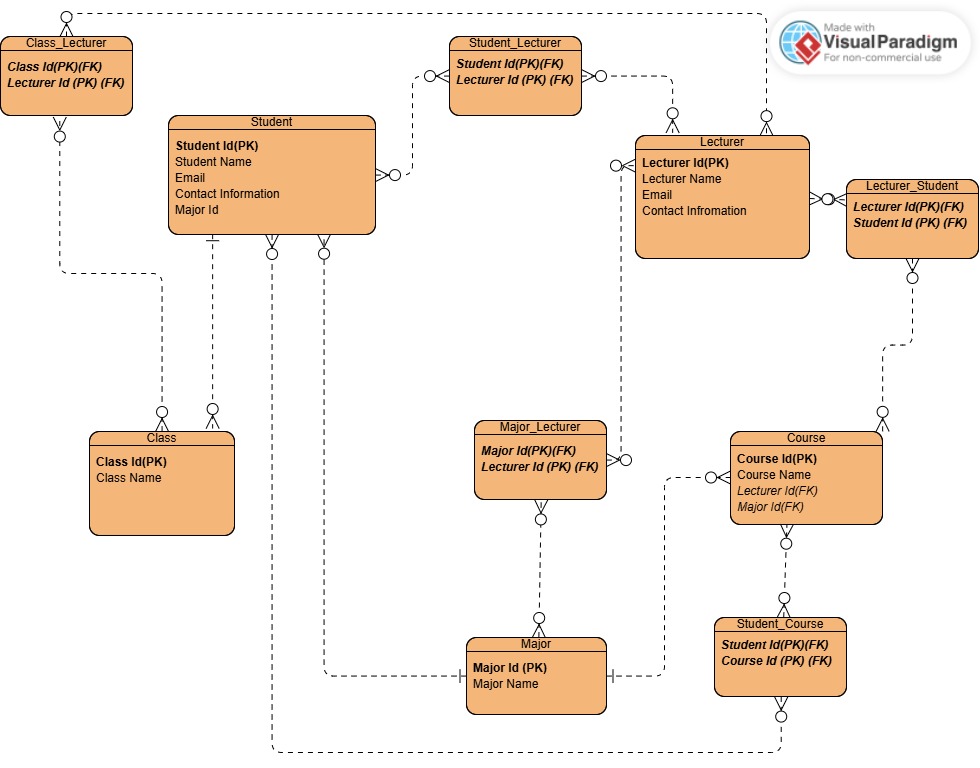 Made with
Visual Paradigm
For non-commercial use
Class_Lecturer
Class Id(PK)(FK)
Lecturer Id (PK) (FK)
Student_Lecturer
Student Id(PK)(FK)
Lecturer Id (PK) (FK)
Student
Student Id(PK)
Student Name
Email
Contact Information
Major Id
Lecturer
Lecturer Id(PK)
Lecturer Name
Email
Contact Infromation
Lecturer_Student
Lecturer Id(PK)(FK)
Student Id (PK) (FK)
Class
Class Id(PK)
Class Name
Major_Lecturer
Major Id(PK)(FK)
Lecturer Id (PK) (FK)
Course
Course Id(PK)
Course Name
Lecturer Id(FK)
Major Id(FK)
Student_Course
Student Id(PK)(FK)
Course Id (PK) (FK)
Major
Major Id (PK)
Major Name